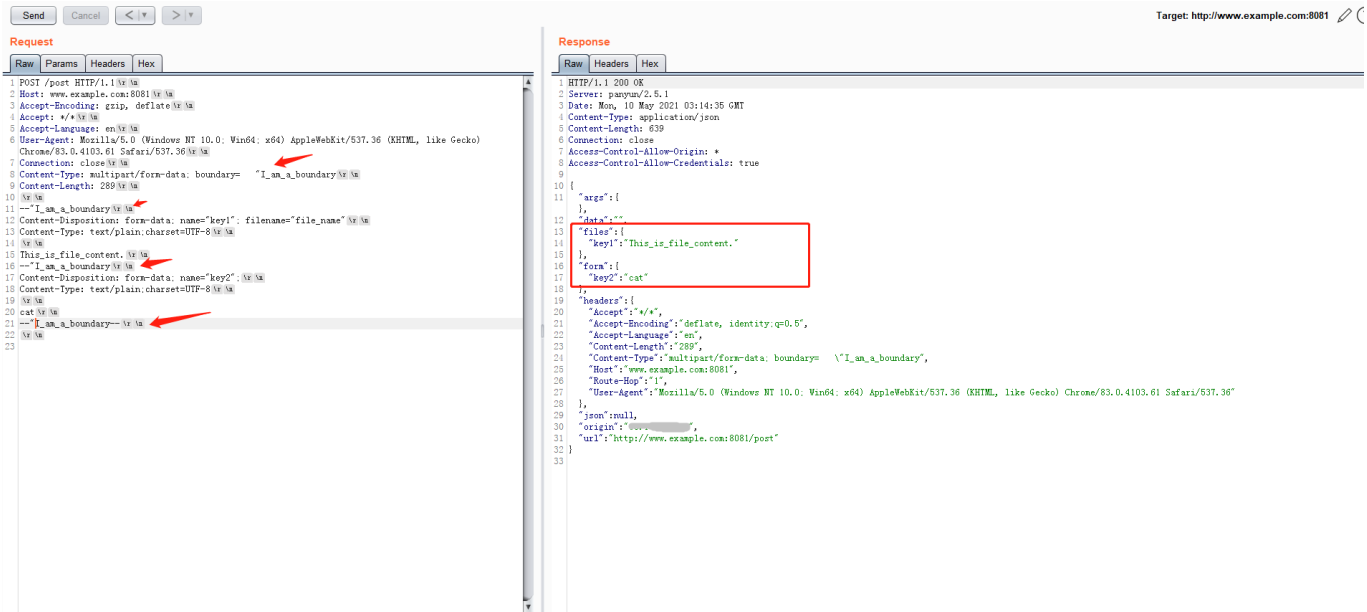 Send Cancel < > Target: http://www.example.com:8081
Request
Raw Params Headers Hex
1 POST /post HTTP/1.1 \r \n
2 Host: www.example.com:8081 \r \n
3 Accept-Encoding: gzip, deflate \r \n
4 Accept: */* \r \n
5 Accept-Language: en \r \n
6 User-Agent: Mozilla/5.0 (Windows NT 10.0; Win64; x64) AppleWebKit/537.36 (KHTML, like Gecko)
Chrome/83.0.4103.61 Safari/537.36 \r \n
7 Connection: close \r \n
8 Content-Type: multipart/form-data; boundary=   "I_am_a_boundary \r \n
9 Content-Length: 289 \r \n
10 \r \n
11 --"I_am_a_boundary \r \n
12 Content-Disposition: form-data; name="key1"; filename="file_name" \r \n
13 Content-Type: text/plain;charset=UTF-8 \r \n
14 \r \n
15 This_is_file_content. \r \n
16 --"I_am_a_boundary \r \n
17 Content-Disposition: form-data; name="key2"; \r \n
18 Content-Type: text/plain;charset=UTF-8 \r \n
19 \r \n
20 cat \r \n
21 --"I_am_a_boundary-- \r \n
22 \r \n
23
Response
Raw Headers Hex
1 HTTP/1.1 200 OK
2 Server: panyun/2.5.1
3 Date: Mon, 10 May 2021 03:14:35 GMT
4 Content-Type: application/json
5 Content-Length: 639
6 Connection: close
7 Access-Control-Allow-Origin: *
8 Access-Control-Allow-Credentials: true
9
10 {
11 "args":{
},
12 "data":"",
13 "files":{
14 "key1":"This_is_file_content."
15 },
16 "form":{
17 "key2":"cat"
18 },
19 "headers":{
20 "Accept":"*/*",
21 "Accept-Encoding":"deflate, identity;q=0.5",
22 "Accept-Language":"en",
23 "Content-Length":"289",
24 "Content-Type":"multipart/form-data; boundary=   \"I_am_a_boundary",
25 "Host":"www.example.com:8081",
26 "Route-Hop":"1",
27 "User-Agent":"Mozilla/5.0 (Windows NT 10.0; Win64; x64) AppleWebKit/537.36 (KHTML, like Gecko) Chrome/83.0.4103.61 Safari/537.36"
28 },
29 "json":null,
30 "origin":"
31 "url":"http://www.example.com:8081/post"
32 }
33